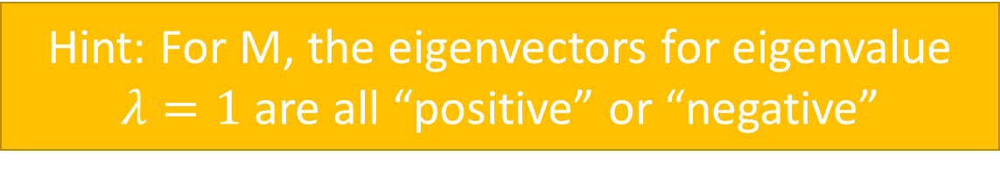 Hint: For M, the eigenvectors for eigenvalue
𝜆 = 1 are all “positive” or “negative”